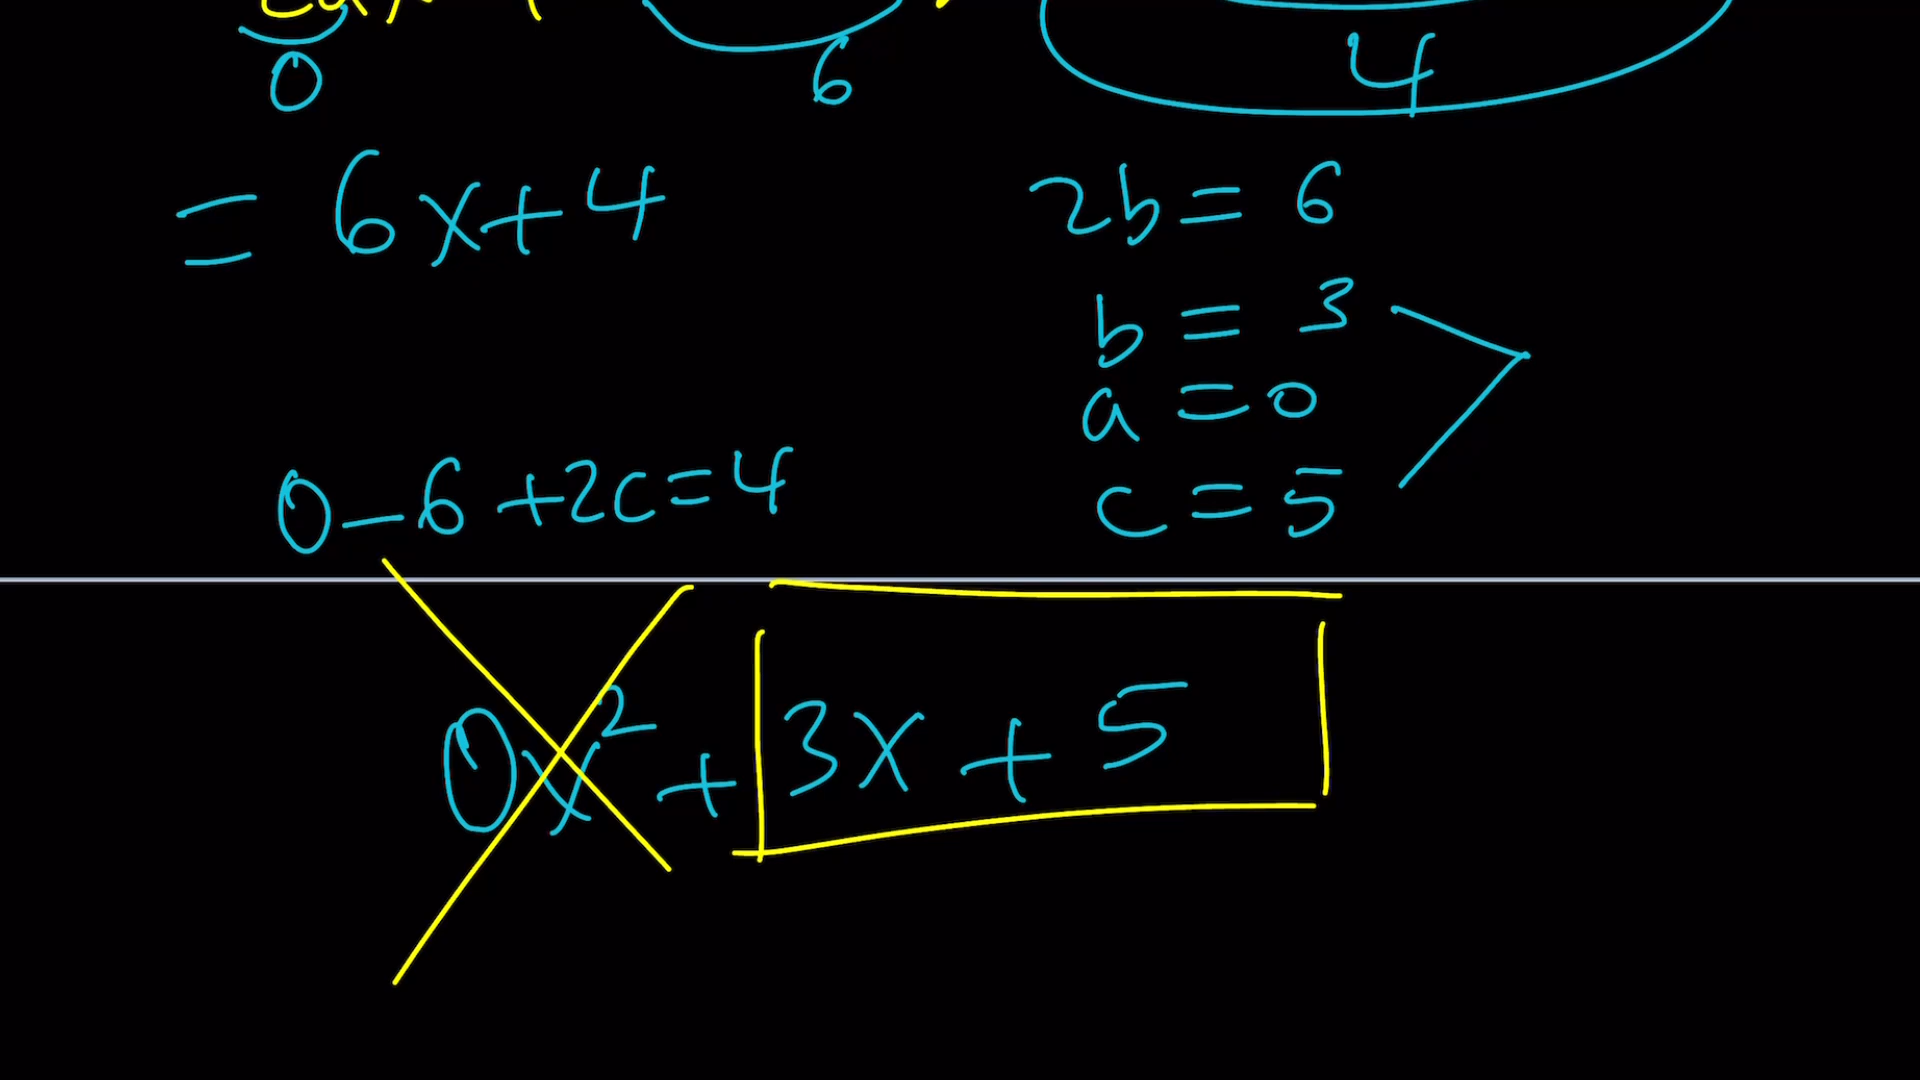 0 6 4
= 6x+4
2b = 6
b = 3
a = 0
c = 5
0 - 6 + 2c = 4
0x² + 3x + 5